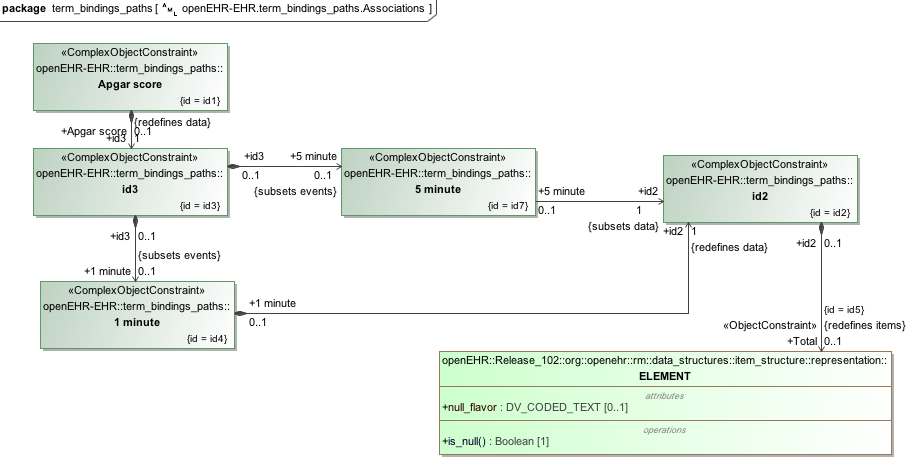 package term_bindings_paths [ AML openEHR-EHR.term_bindings_paths.Associations ]
«ComplexObjectConstraint»
openEHR-EHR::term_bindings_paths::
Apgar score
{id = id1}
{redefines data}
+Apgar score 0..1
+id3 1
«ComplexObjectConstraint»
openEHR-EHR::term_bindings_paths::
id3
{id = id3}
+id3
0..1
{subsets events}
+5 minute
0..1
«ComplexObjectConstraint»
openEHR-EHR::term_bindings_paths::
5 minute
{id = id7}
+5 minute
0..1
+id2
1
{subsets data}
«ComplexObjectConstraint»
openEHR-EHR::term_bindings_paths::
id2
{id = id2}
+id3 0..1
{subsets events}
+1 minute 0..1
«ComplexObjectConstraint»
openEHR-EHR::term_bindings_paths::
1 minute
{id = id4}
+1 minute
0..1
+id2 1
{redefines data}
+id2 0..1
{id = id5}
«ObjectConstraint» {redefines items}
+Total 0..1
openEHR::Release_102::org::openehr::rm::data_structures::item_structure::representation::
ELEMENT
attributes
+null_flavor : DV_CODED_TEXT [0..1]
operations
+is_null() : Boolean [1]